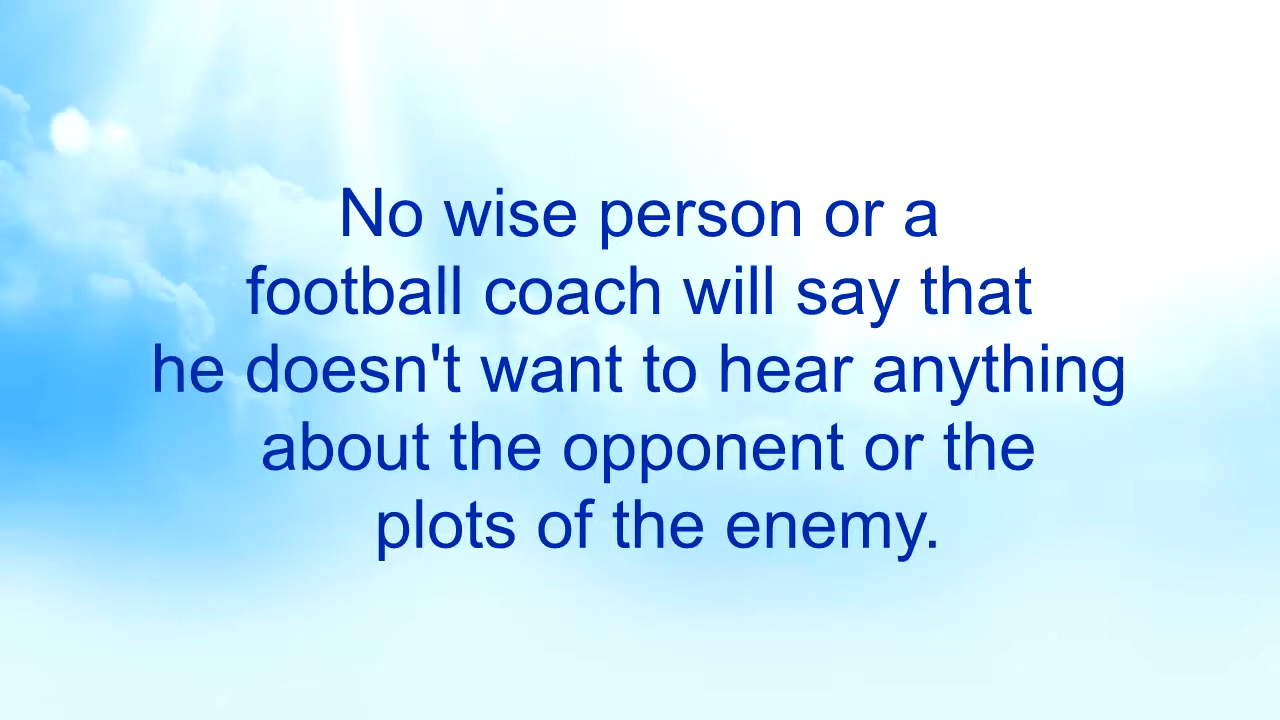 No wise person or a
football coach will say that
he doesn't want to hear anything
about the opponent or the
plots of the enemy.